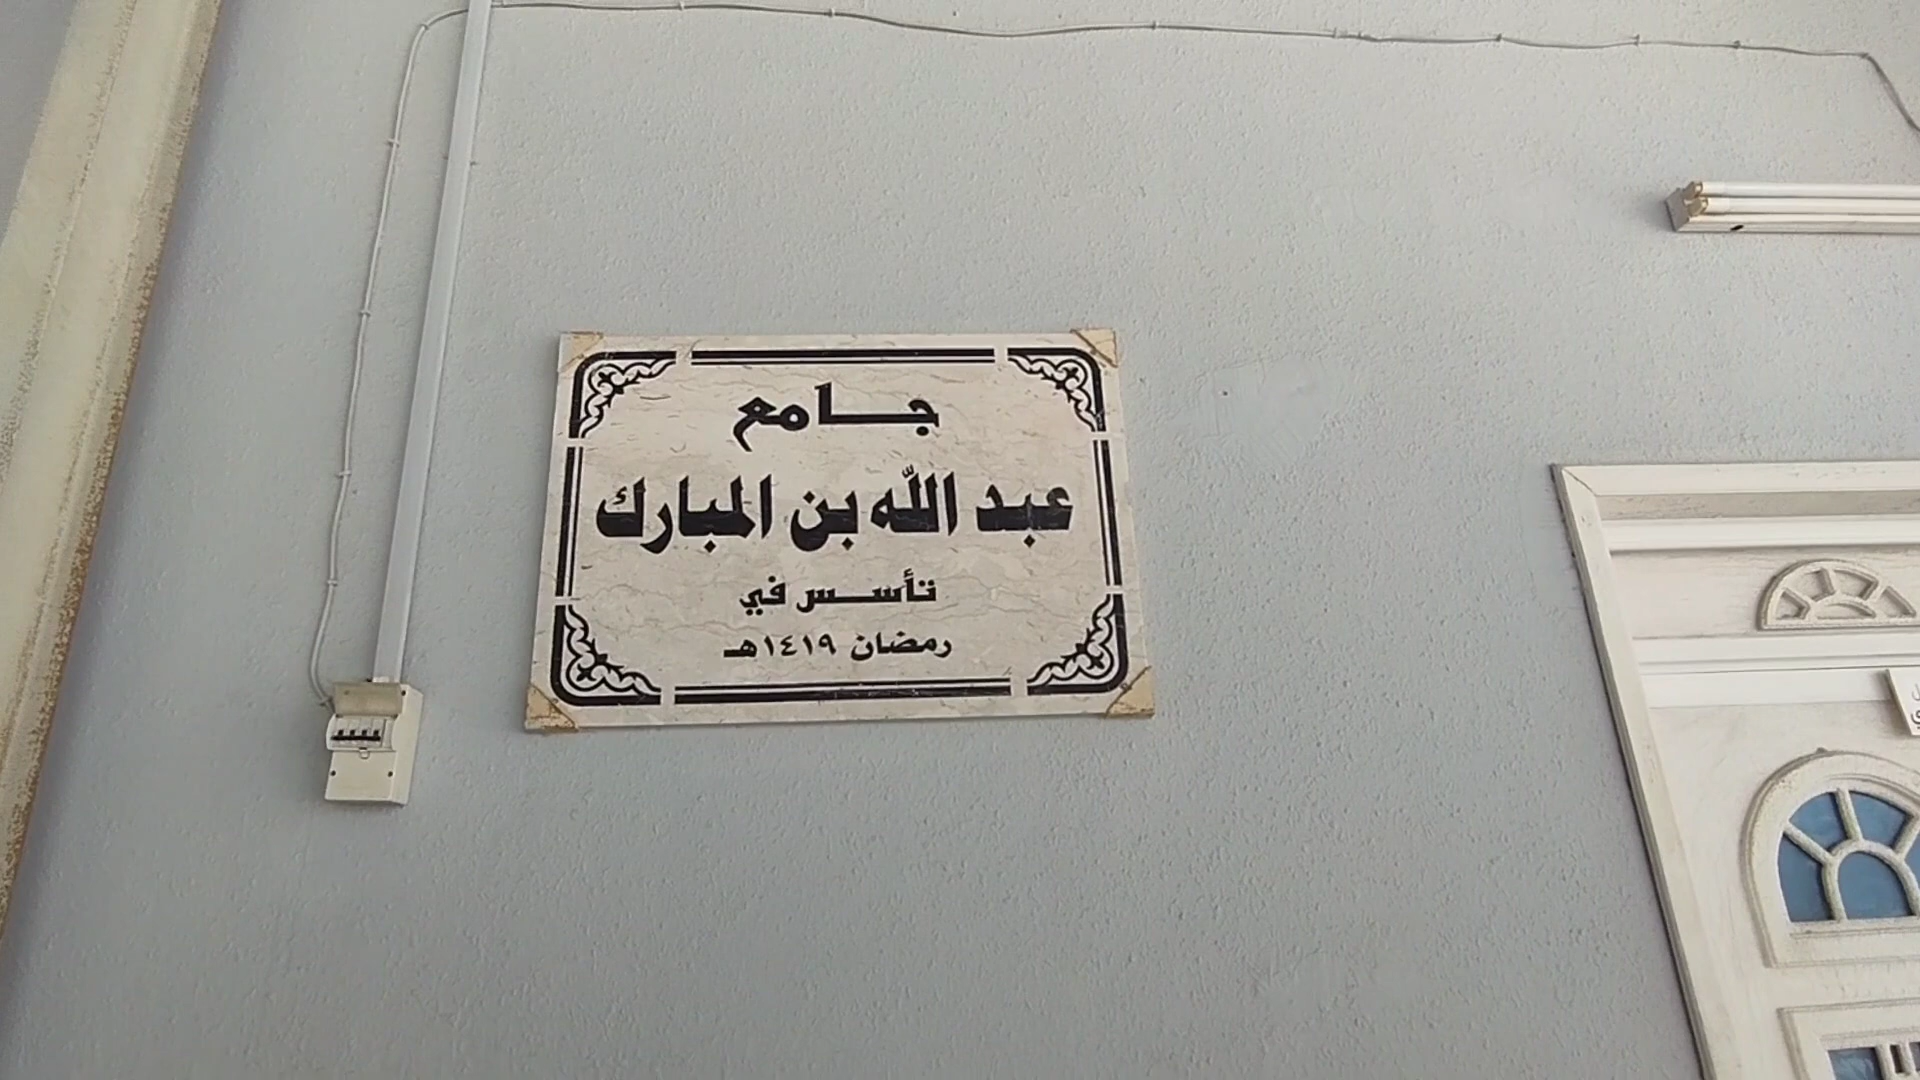 جامع
عبد الله بن المبارك
تأسس في
رمضان ١٤١٩هـ